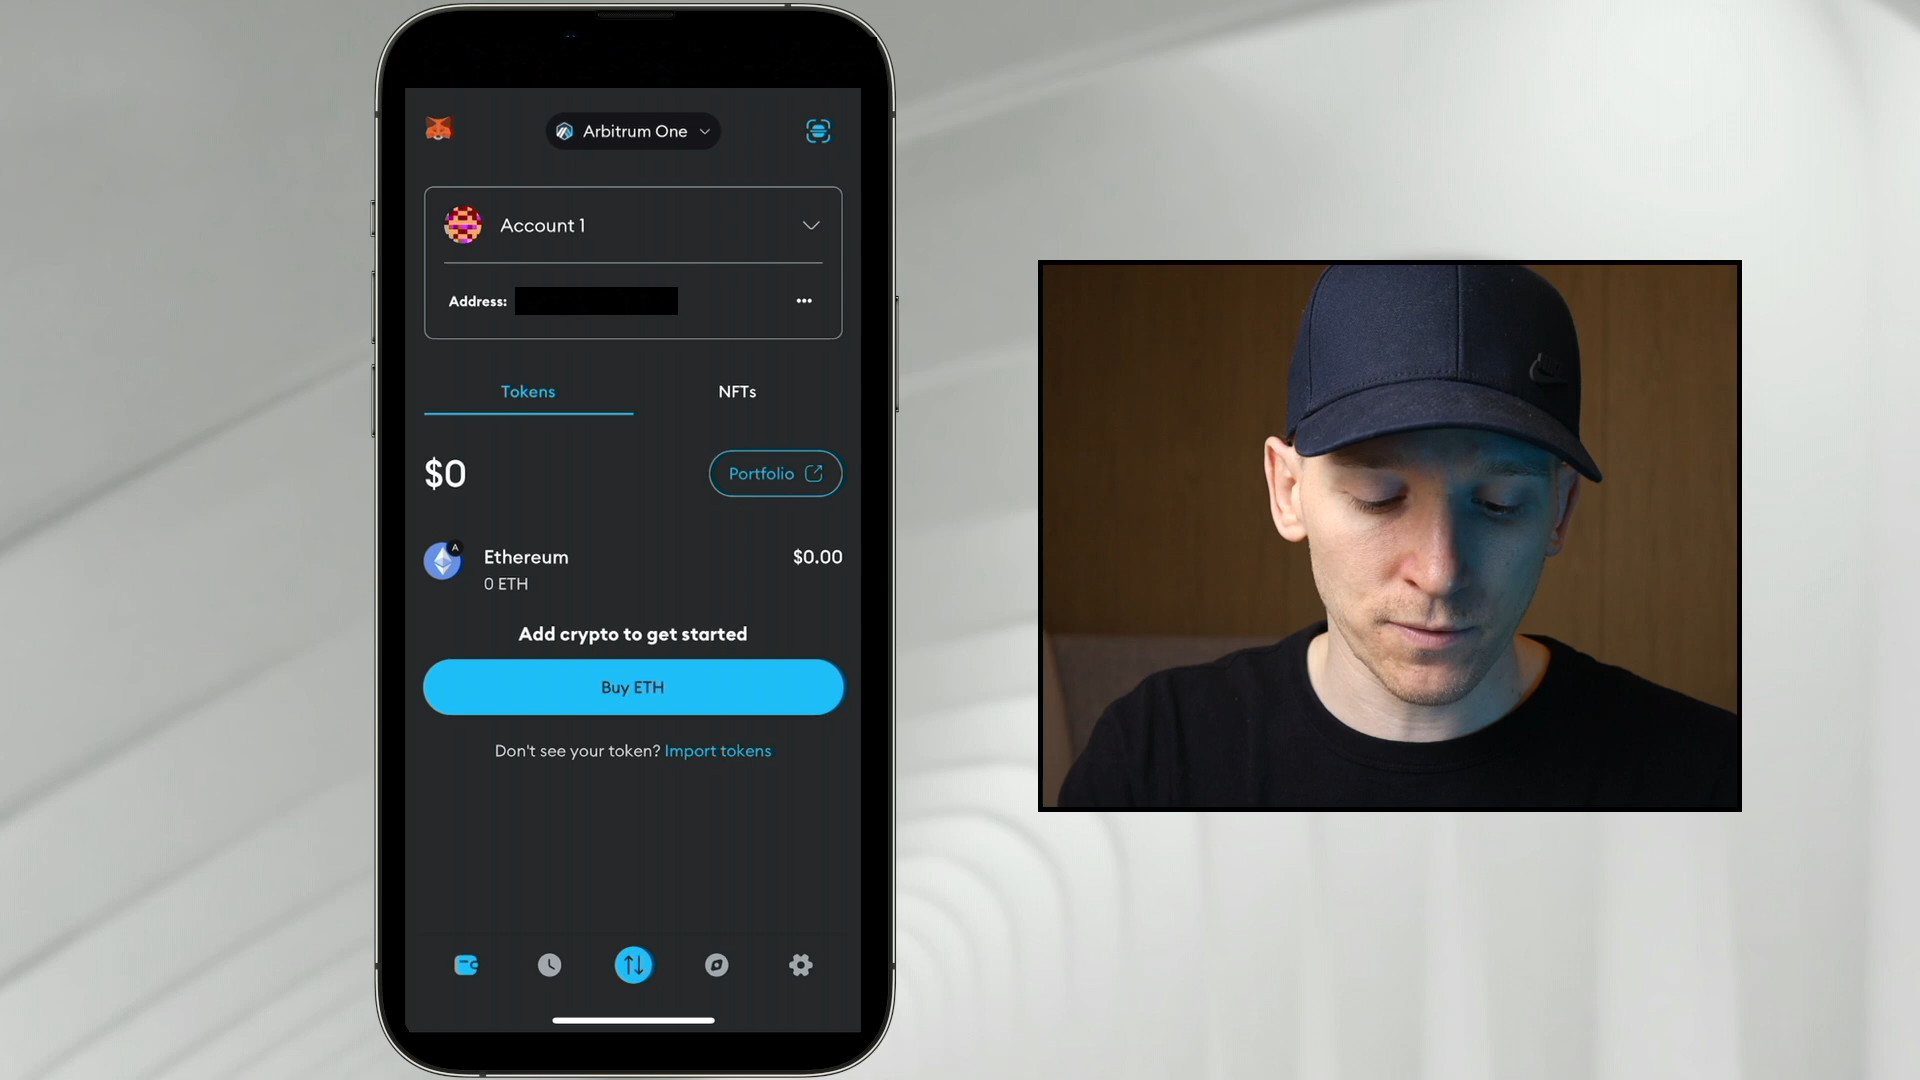 Arbitrum One
Account 1
Address:
Tokens
NFTs
$0
Portfolio
A
Ethereum
$0.00
0 ETH
Add crypto to get started
Buy ETH
Don't see your token? Import tokens